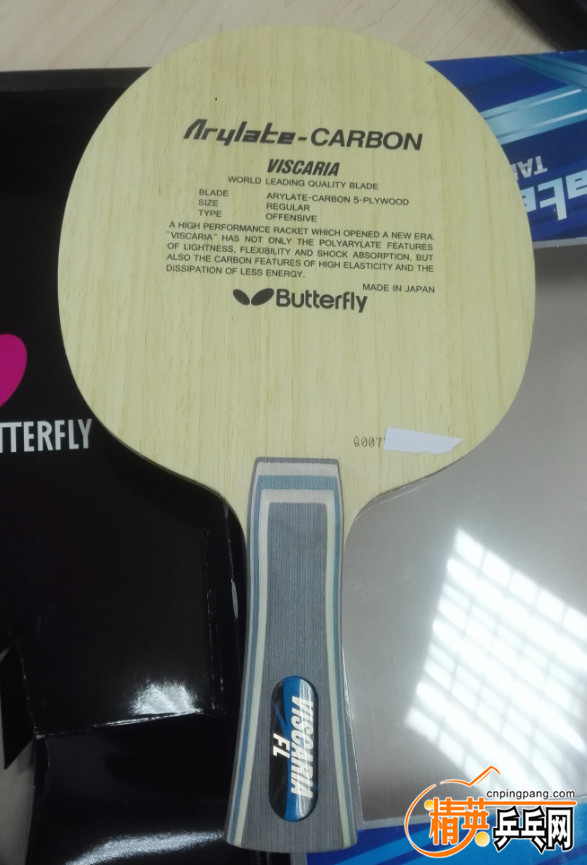 Arylate-CARBON
VISCARIA
WORLD LEADING QUALITY BLADE
BLADE ARYLATE-CARBON 5-PLYWOOD
SIZE REGULAR
TYPE OFFENSIVE
A HIGH PERFORMANCE RACKET WHICH OPENED A NEW ERA.
"VISCARIA" HAS NOT ONLY THE POLYARYLATE FEATURES
OF LIGHTNESS, FLEXIBILITY AND SHOCK ABSORPTION, BUT
ALSO THE CARBON FEATURES OF HIGH ELASTICITY AND THE
DISSIPATION OF LESS ENERGY.
MADE IN JAPAN
Butterfly
TTERFLY
VISCARIA
FL
cnpingpang.com
精英乒乓网